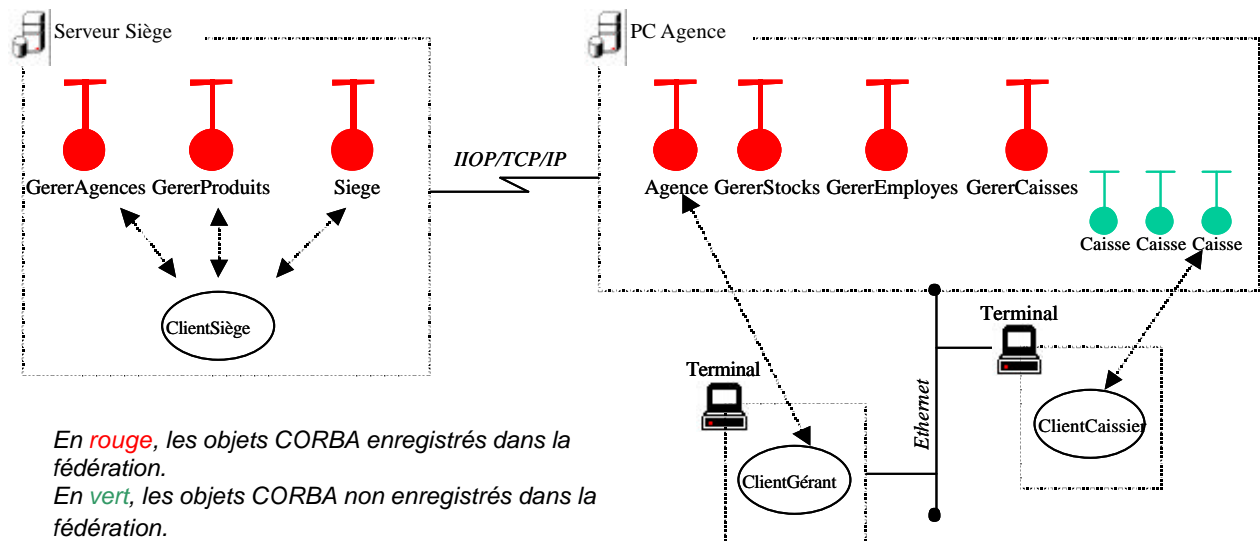 Serveur Siège
PC Agence
GererAgences GererProduits Siege
IIOP/TCP/IP
Agence GererStocks GererEmployes GererCaisses
Caisse Caisse Caisse
ClientSiège
Terminal
Terminal
Ethernet
ClientCaissier
ClientGérant
En rouge, les objets CORBA enregistrés dans la
fédération.
En vert, les objets CORBA non enregistrés dans la
fédération.